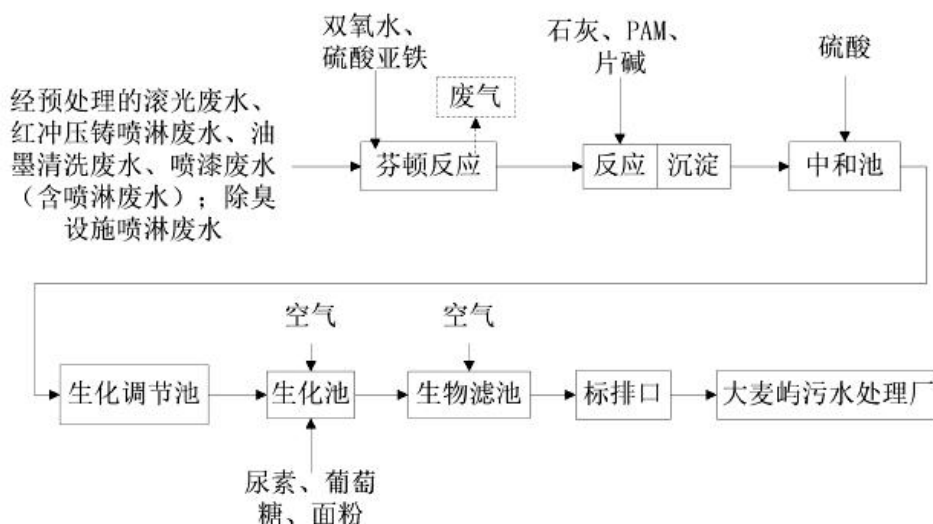 双氧水、
硫酸亚铁
石灰、PAM、
片碱
硫酸
废气
经预处理的滚光废水、
红冲压铸喷淋废水、油
墨清洗废水、喷漆废水
（含喷淋废水）；除臭
设施喷淋废水
芬顿反应
反应
沉淀
中和池
空气
空气
生化调节池
生化池
生物滤池
标排口
大麦屿污水处理厂
尿素、葡萄
糖、面粉